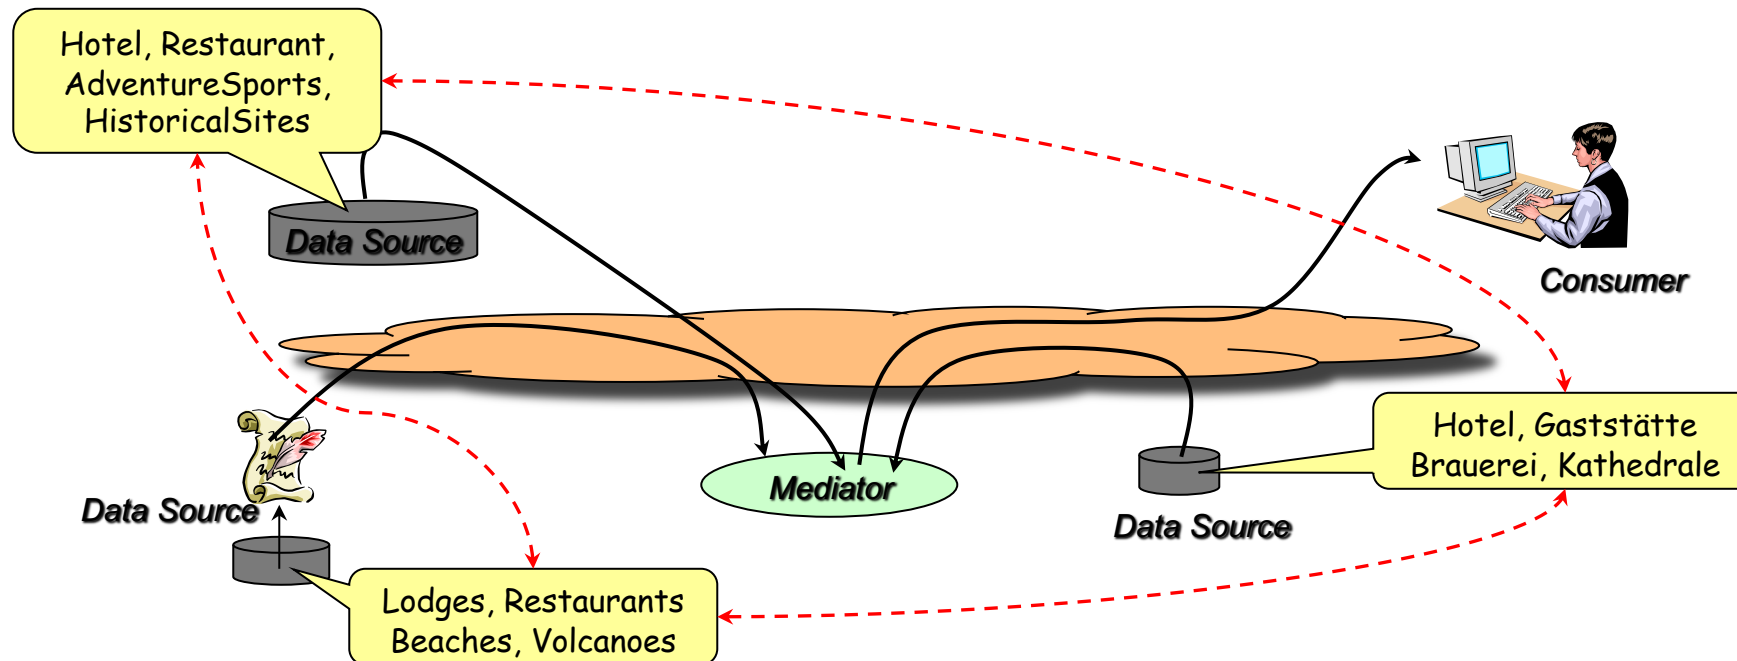 Hotel, Restaurant,
AdventureSports,
HistoricalSites
Data Source
Consumer
Data Source
Mediator
Data Source
Hotel, Gaststätte
Brauerei, Kathedrale
Lodges, Restaurants
Beaches, Volcanoes